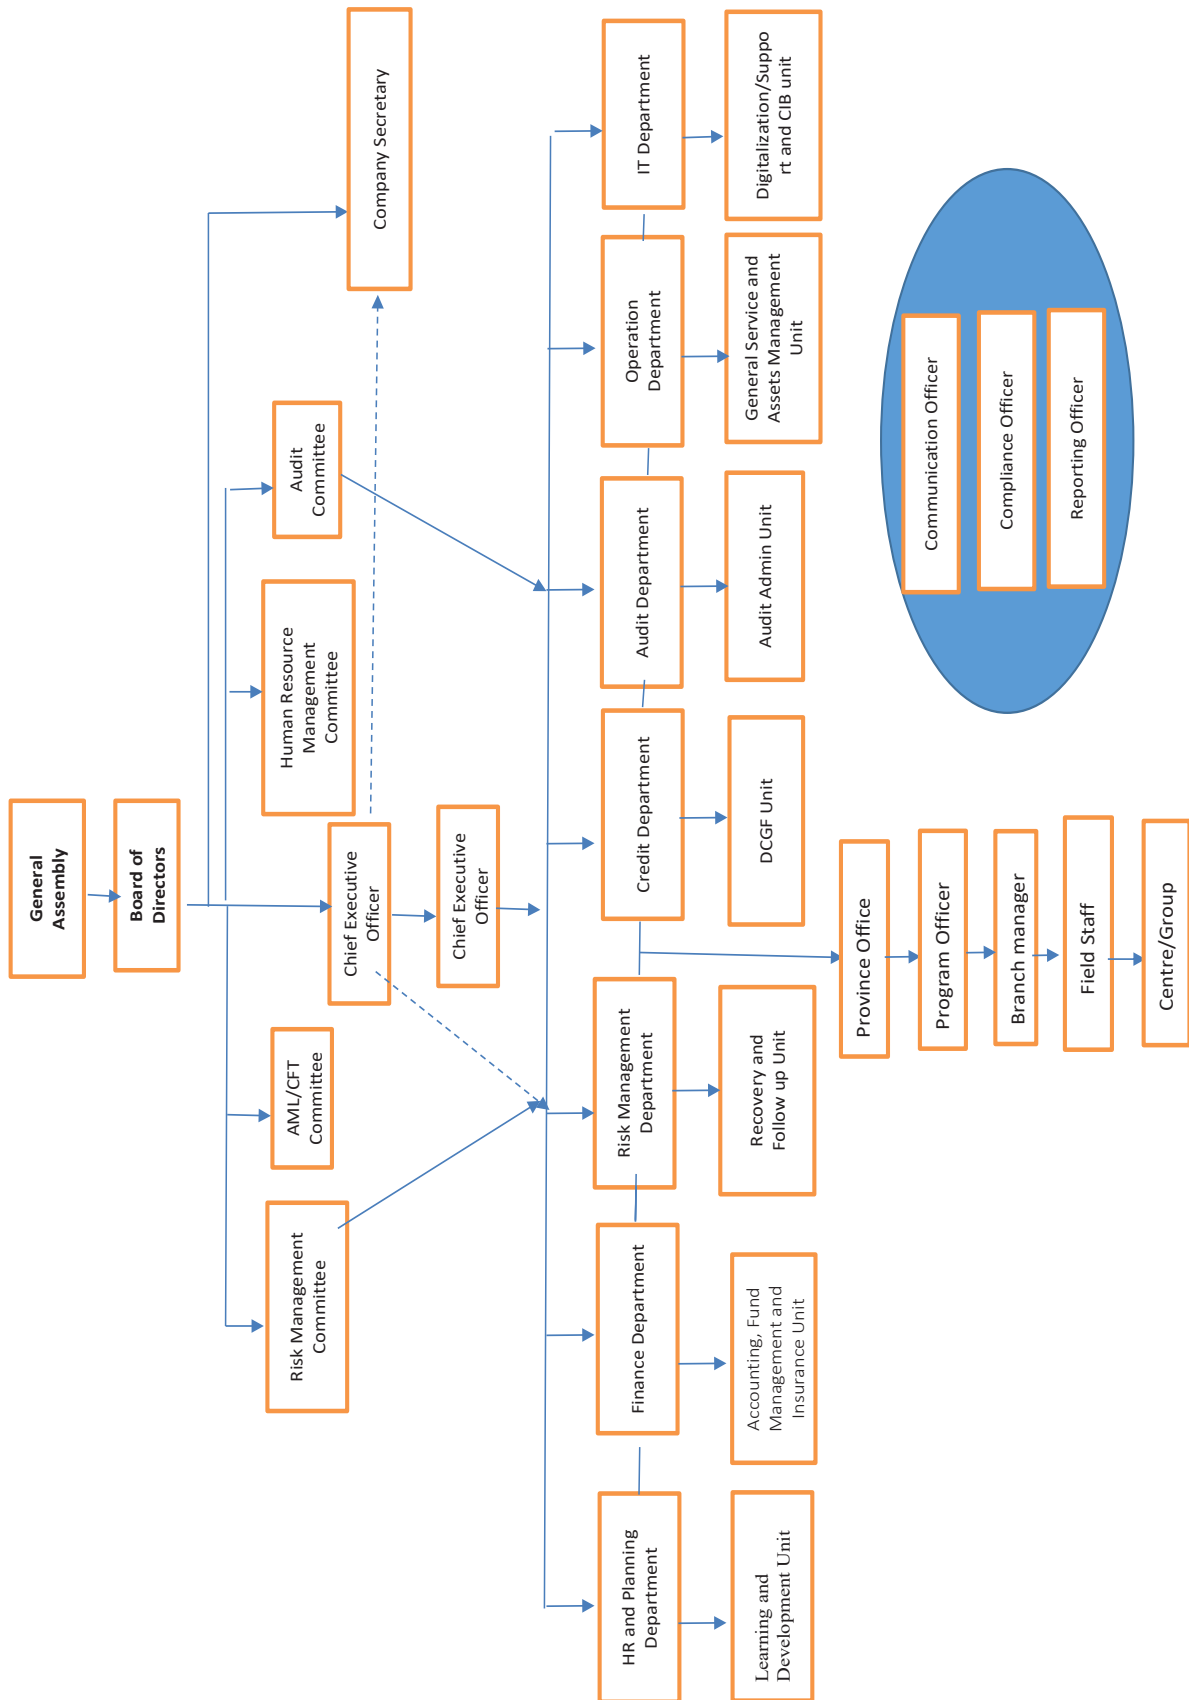 General
Assembly
Board of
Directors
Risk Management
Committee
AML/CFT
Committee
Human Resource
Management
Committee
Audit
Committee
Chief Executive
Officer
Company Secretary
Chief Executive
Officer
HR and Planning
Department
Finance Department
Risk Management
Department
Credit Department
Audit Department
Operation
Department
IT Department
Learning and
Development Unit
Accounting, Fund
Management and
Insurance Unit
Recovery and
Follow up Unit
DCGF Unit
Audit Admin Unit
General Service and
Assets Management
Unit
Digitalization/Suppo
rt and CIB unit
Province Office
Program Officer
Branch manager
Field Staff
Centre/Group
Communication Officer
Compliance Officer
Reporting Officer